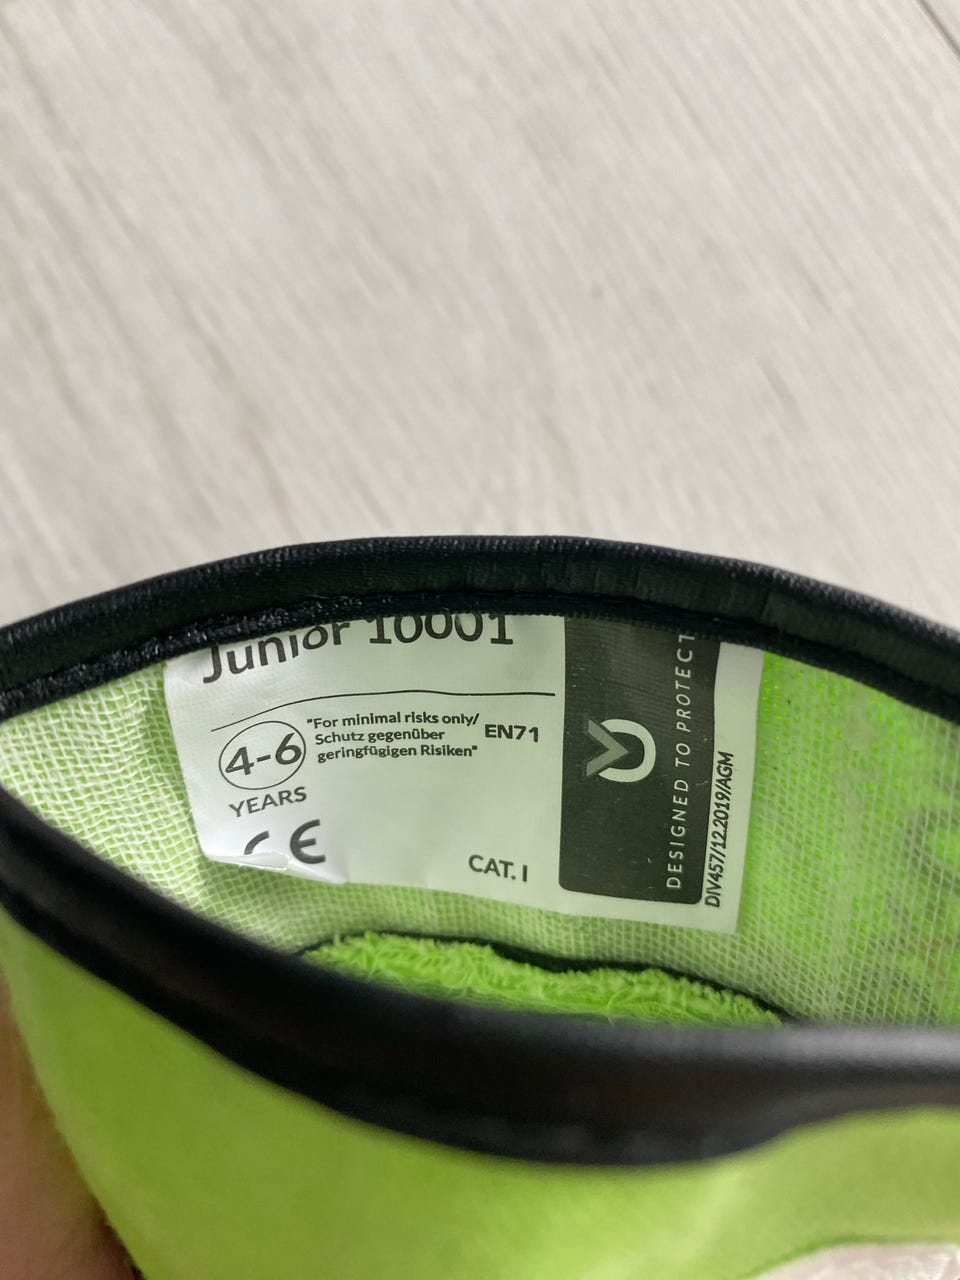 Junior 10001
4-6
YEARS
"For minimal risks only/
Schutz gegenüber
geringfügigen Risiken"
EN71
CE
CAT. I
DESIGNED TO PROTECT
DIV457/12.2019/AGM